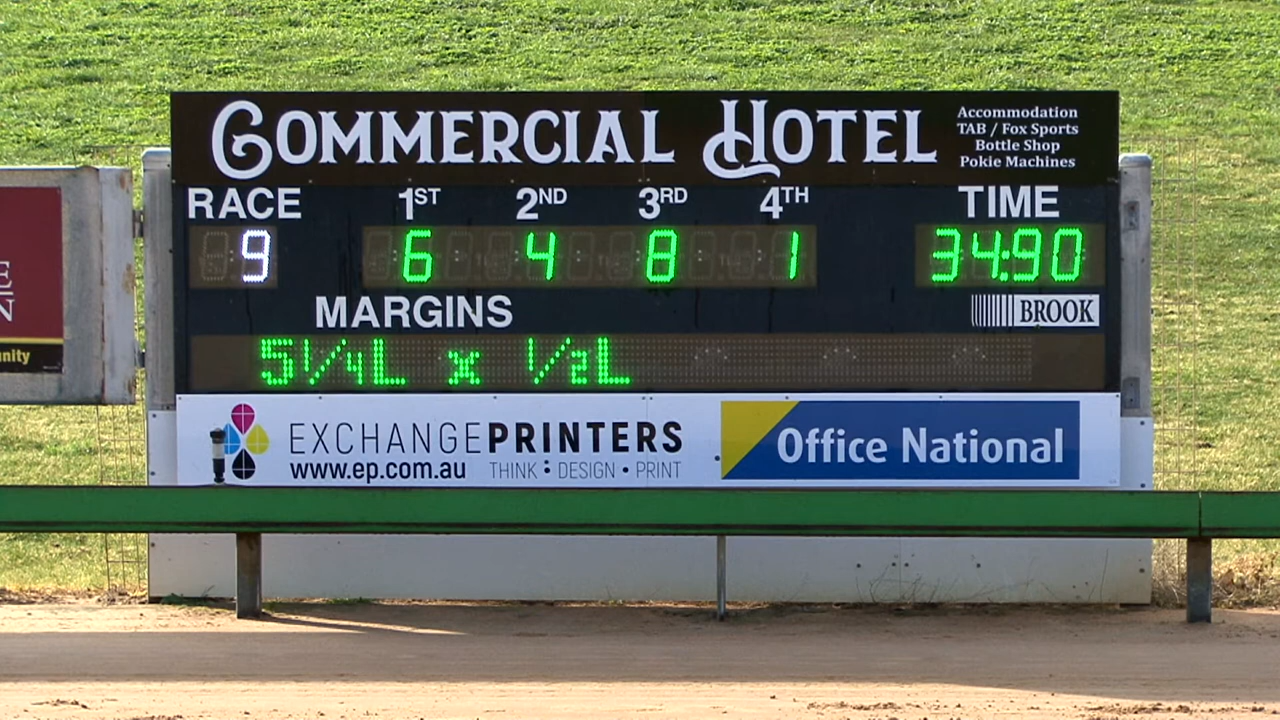 COMMERCIAL HOTEL
Accommodation
TAB / Fox Sports
Bottle Shop
Pokie Machines
RACE 1ST 2ND 3RD 4TH TIME
9 6 4 8 1 34:90
MARGINS
BROOK
5¼L x ½L
E
N
nity
EXCHANGEPRINTERS
www.ep.com.au THINK : DESIGN • PRINT
Office National